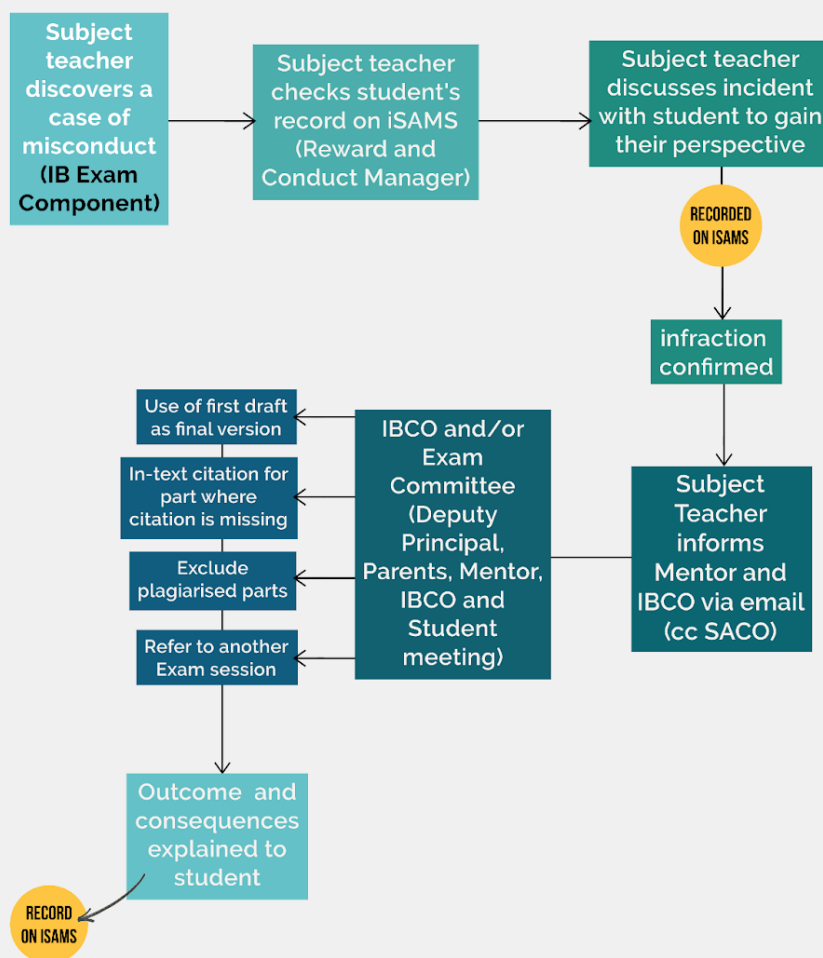 Subject
teacher
discovers a
case of
misconduct
(IB Exam
Component)
Subject teacher
checks student's
record on iSAMS
(Reward and
Conduct Manager)
Subject teacher
discusses incident
with student to gain
their perspective
RECORDED
ON ISAMS
infraction
confirmed
Subject
Teacher
informs
Mentor and
IBCO via email
(cc SACO)
IBCO and/or
Exam
Committee
(Deputy
Principal,
Parents, Mentor,
IBCO and
Student
meeting)
Use of first draft
as final version
In-text citation for
part where
citation is missing
Exclude
plagiarised parts
Refer to another
Exam session
Outcome and
consequences
explained to
student
RECORD
ON ISAMS